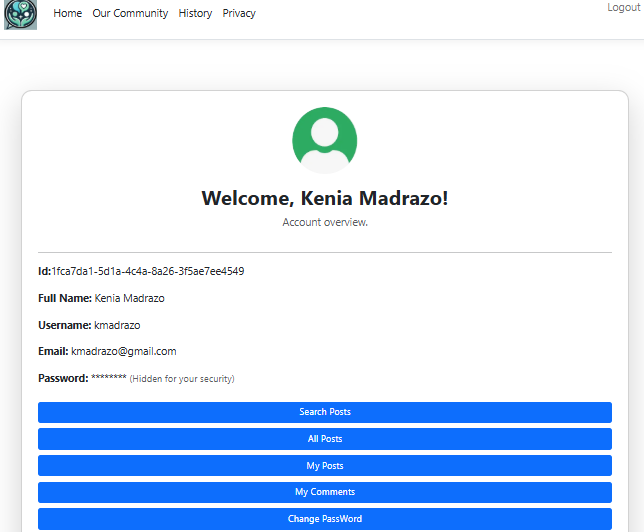 Home Our Community History Privacy Logout
Welcome, Kenia Madrazo!
Account overview.
Id:1fca7da1-5d1a-4c4a-8a26-3f5ae7ee4549
Full Name: Kenia Madrazo
Username: kmadrazo
Email: kmadrazo@gmail.com
Password: ******** (Hidden for your security)
Search Posts
All Posts
My Posts
My Comments
Change PassWord